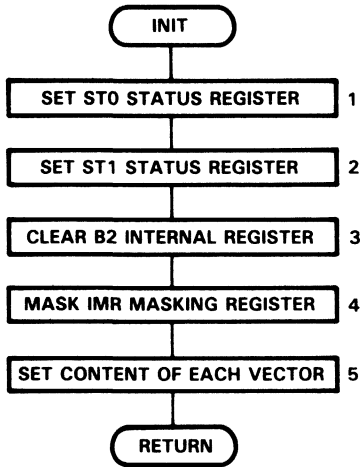 INIT
SET ST0 STATUS REGISTER 1
SET ST1 STATUS REGISTER 2
CLEAR B2 INTERNAL REGISTER 3
MASK IMR MASKING REGISTER 4
SET CONTENT OF EACH VECTOR 5
RETURN